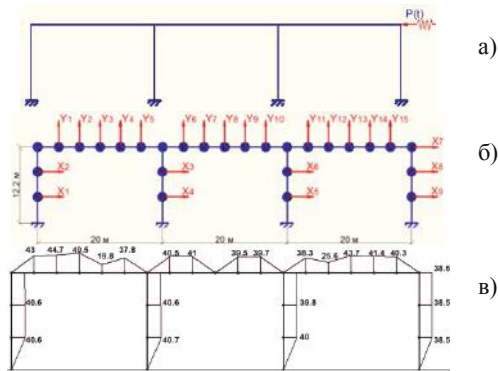 P(t)
а)
Y1 Y2 Y3 Y4 Y5 Y6 Y7 Y8 Y9 Y10 Y11 Y12 Y13 Y14 Y15
X7
б)
X2 X3 X6 X8
X1 X4 X5 X9
12.2 м
20 м 20 м 20 м
43 44.7 40.5 19.8 37.8 40.5 41 39.5 39.7 38.3 25.6 43.7 41.4 40.3
38.5
в)
40.6 40.6 39.8 38.5
40.6 40.7 40 38.5